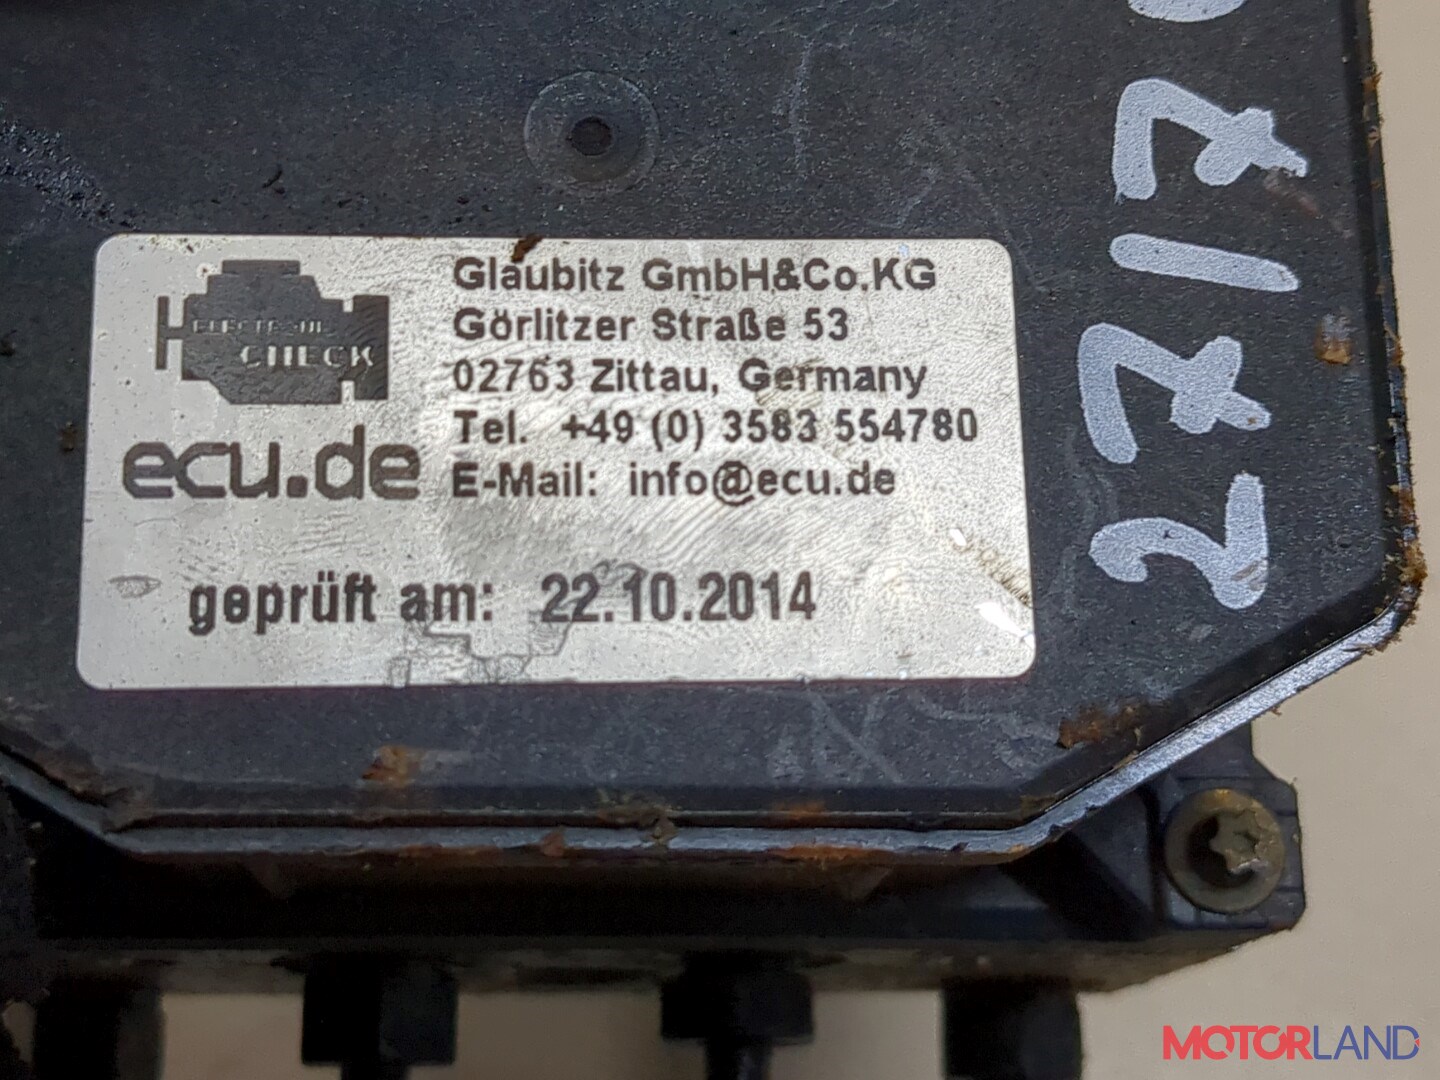 ELECTRONIC
CHECK
ecu.de
Glaubitz GmbH&Co.KG
Görlitzer Straße 53
02763 Zittau, Germany
Tel. +49 (0) 3583 554780
E-Mail: info@ecu.de
geprüft am: 22.10.2014
MOTORLAND